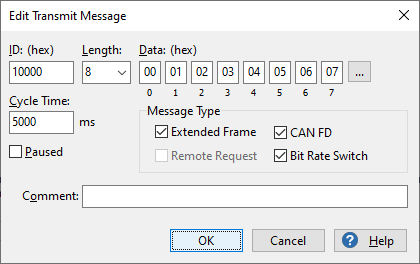 Edit Transmit Message
ID: (hex) Length: Data: (hex)
10000 8 00 01 02 03 04 05 06 07 ...
0 1 2 3 4 5 6 7
Cycle Time:
5000 ms
Message Type
Extended Frame CAN FD
Paused
Remote Request Bit Rate Switch
Comment:
OK Cancel ? Help